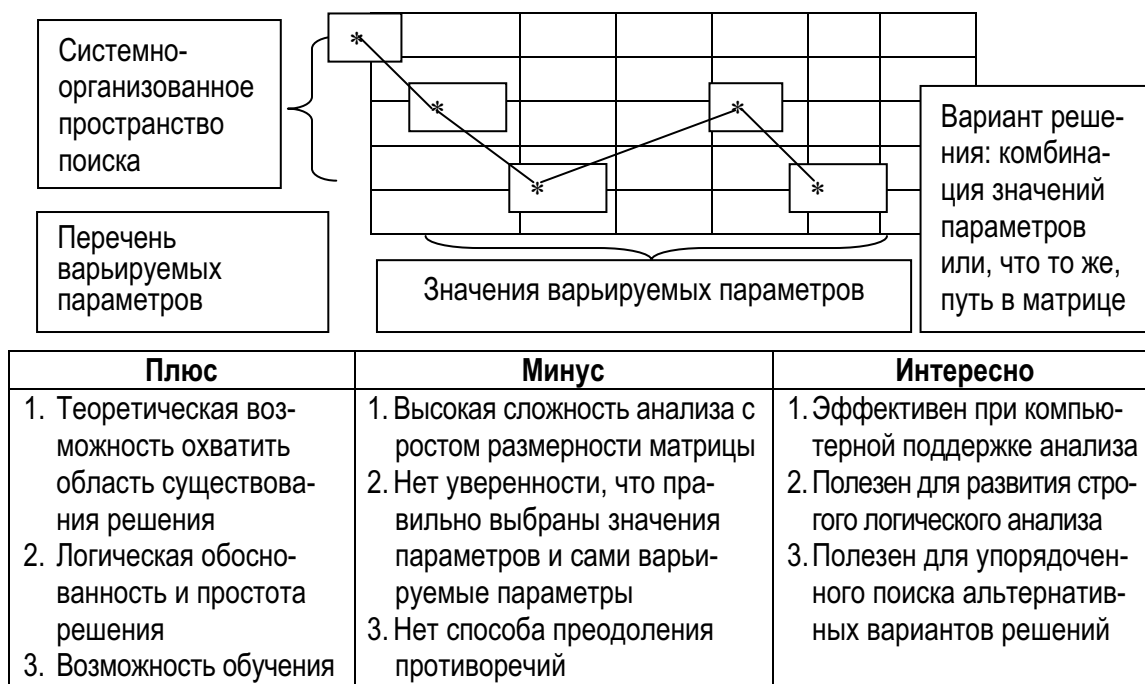 Системно-
организованное
пространство
поиска
*
*
*
*
*
Перечень
варьируемых
параметров
Значения варьируемых параметров
Вариант реше-
ния: комбина-
ция значений
параметров
или, что то же,
путь в матрице
Плюс
1. Теоретическая воз-
можность охватить
область существова-
ния решения
2. Логическая обосно-
ванность и простота
решения
3. Возможность обучения
Минус
1. Высокая сложность анализа с
ростом размерности матрицы
2. Нет уверенности, что пра-
вильно выбраны значения
параметров и сами варьи-
руемые параметры
3. Нет способа преодоления
противоречий
Интересно
1. Эффективен при компью-
терной поддержке анализа
2. Полезен для развития стро-
гого логического анализа
3. Полезен для упорядочен-
ного поиска альтернатив-
ных вариантов решений